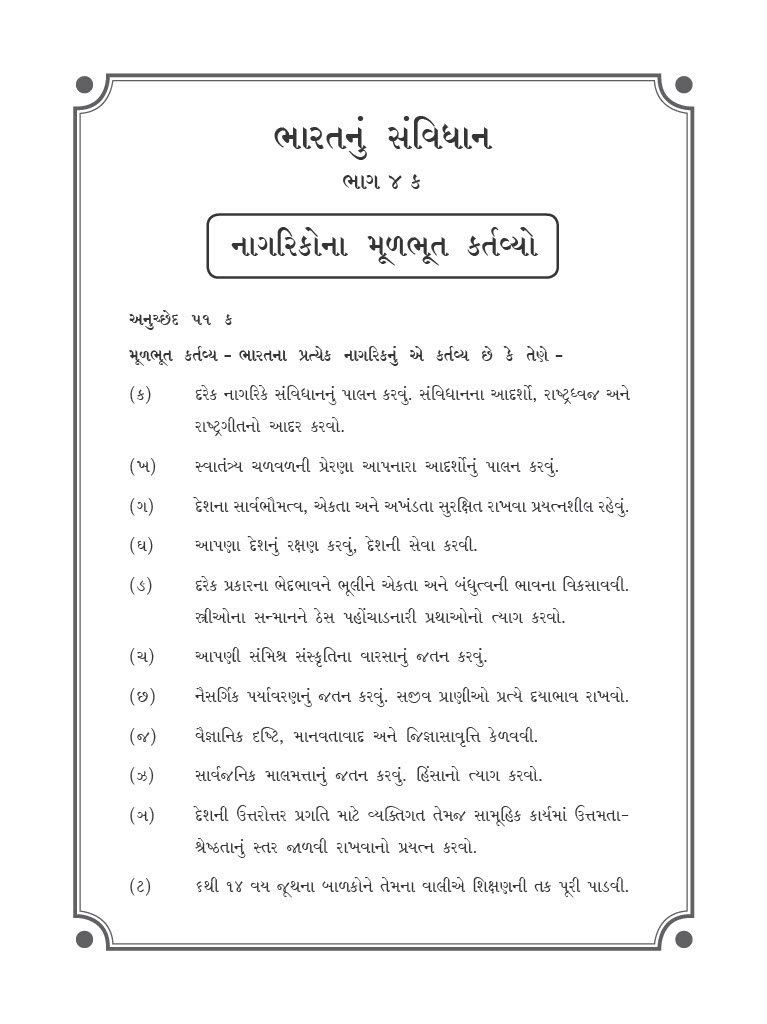 ભારતનું સંવિધાન
ભાગ ૪ ક
નાગરિકોના મૂળભૂત કર્તવ્યો
અનુચ્છેદ ૫૧ ક
મૂળભૂત કર્તવ્ય – ભારતના પ્રત્યેક નાગરિકનું એ કર્તવ્ય છે કે તેણે –
(ક) દરેક નાગરિકે સંવિધાનનું પાલન કરવું. સંવિધાનના આદર્શો, રાષ્ટ્રધ્વજ અને
રાષ્ટ્રગીતનો આદર કરવો.
(ખ) સ્વાતંત્ર્ય ચળવળની પ્રેરણા આપનારા આદર્શોનું પાલન કરવું.
(ગ) દેશના સાર્વભૌમત્વ, એકતા અને અખંડતા સુરક્ષિત રાખવા પ્રયત્નશીલ રહેવું.
(ઘ) આપણા દેશનું રક્ષણ કરવું, દેશની સેવા કરવી.
(ઙ) દરેક પ્રકારના ભેદભાવને ભૂલીને એકતા અને બંધુત્વની ભાવના વિકસાવવી.
સ્ત્રીઓના સન્માનને ઠેસ પહોંચાડનારી પ્રથાઓનો ત્યાગ કરવો.
(ચ) આપણી સંમિશ્ર સંસ્કૃતિના વારસાનું જતન કરવું.
(છ) નૈસર્ગિક પર્યાવરણનું જતન કરવું. સજીવ પ્રાણીઓ પ્રત્યે દયાભાવ રાખવો.
(જ) વૈજ્ઞાનિક દષ્ટિ, માનવતાવાદ અને જિજ્ઞાસાવૃત્તિ કેળવવી.
(ઝ) સાર્વજનિક માલમત્તાનું જતન કરવું. હિંસાનો ત્યાગ કરવો.
(ઞ) દેશની ઉત્તરોત્તર પ્રગતિ માટે વ્યક્તિગત તેમજ સામૂહિક કાર્યમાં ઉત્તમતા-
શ્રેષ્ઠતાનું સ્તર જાળવી રાખવાનો પ્રયત્ન કરવો.
(ટ) ૬થી ૧૪ વય જૂથના બાળકોને તેમના વાલીએ શિક્ષણની તક પૂરી પાડવી.